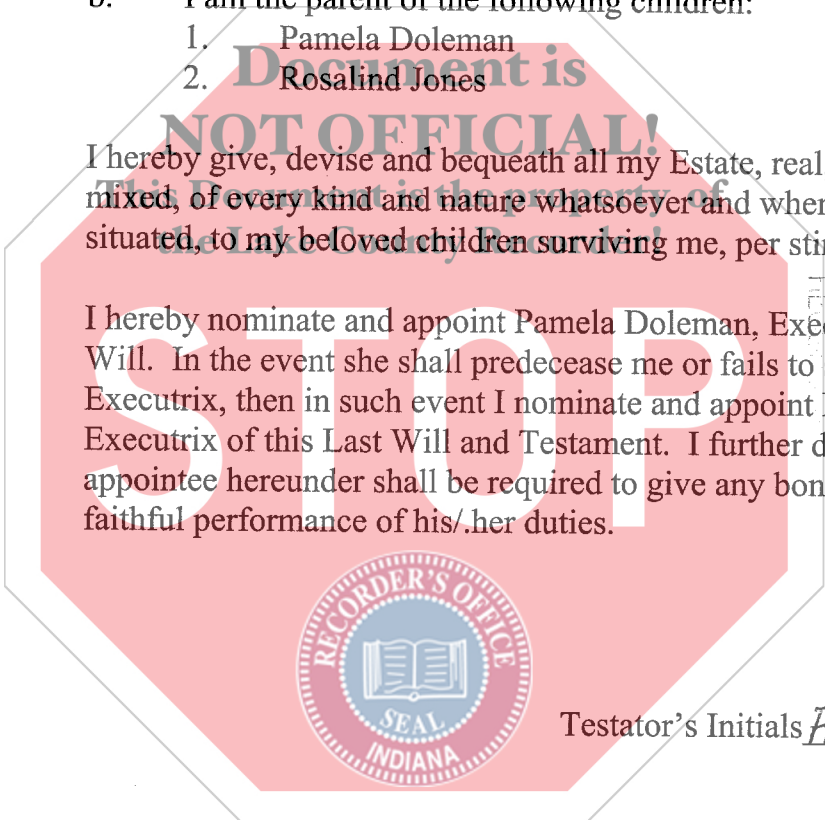 b. I am the parent of the following children:
1. Pamela Doleman
2. Rosalind Jones
Document is
NOT OFFICIAL!
This Document is the property of
the Lake County Recorder!
I hereby give, devise and bequeath all my Estate, real
mixed, of every kind and nature whatsoever and wher
situated, to my beloved children surviving me, per stir
I hereby nominate and appoint Pamela Doleman, Exec
Will. In the event she shall predecease me or fails to
Executrix, then in such event I nominate and appoint
Executrix of this Last Will and Testament. I further d
appointee hereunder shall be required to give any bon
faithful performance of his/.her duties.
STOP
RECORDER'S OFFICE
SEAL
INDIANA
Testator's Initials